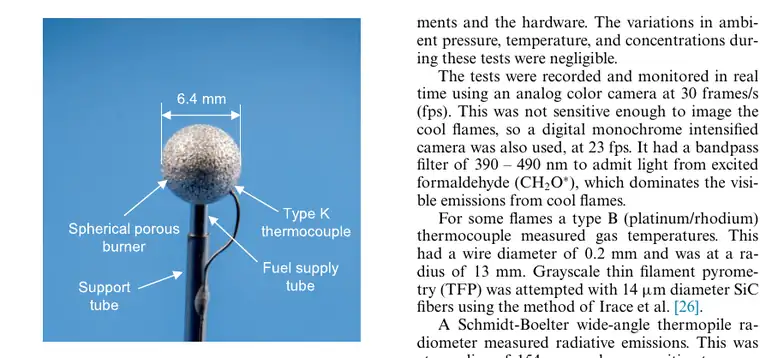 6.4 mm
Spherical porous
burner
Type K
thermocouple
Fuel supply
tube
Support
tube
ments and the hardware. The variations in ambi-
ent pressure, temperature, and concentrations dur-
ing these tests were negligible.
The tests were recorded and monitored in real
time using an analog color camera at 30 frames/s
(fps). This was not sensitive enough to image the
cool flames, so a digital monochrome intensified
camera was also used, at 23 fps. It had a bandpass
filter of 390 – 490 nm to admit light from excited
formaldehyde (CH₂O*), which dominates the visi-
ble emissions from cool flames.
For some flames a type B (platinum/rhodium)
thermocouple measured gas temperatures. This
had a wire diameter of 0.2 mm and was at a ra-
dius of 13 mm. Grayscale thin filament pyrome-
try (TFP) was attempted with 14 μm diameter SiC
fibers using the method of Irace et al. [26].
A Schmidt-Boelter wide-angle thermopile ra-
diometer measured radiative emissions. This was